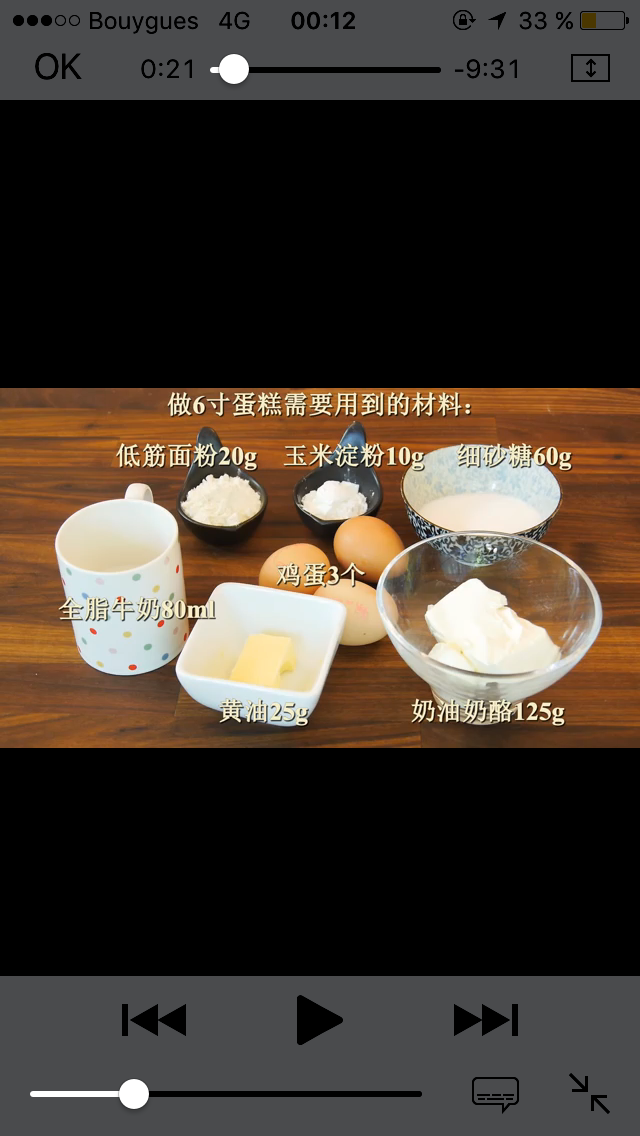 Bouygues 4G 00:12 33 %
OK 0:21 -9:31
做6寸蛋糕需要用到的材料：
低筋面粉20g 玉米淀粉10g 细砂糖60g
鸡蛋3个
全脂牛奶80ml
黄油25g 奶油奶酪125g